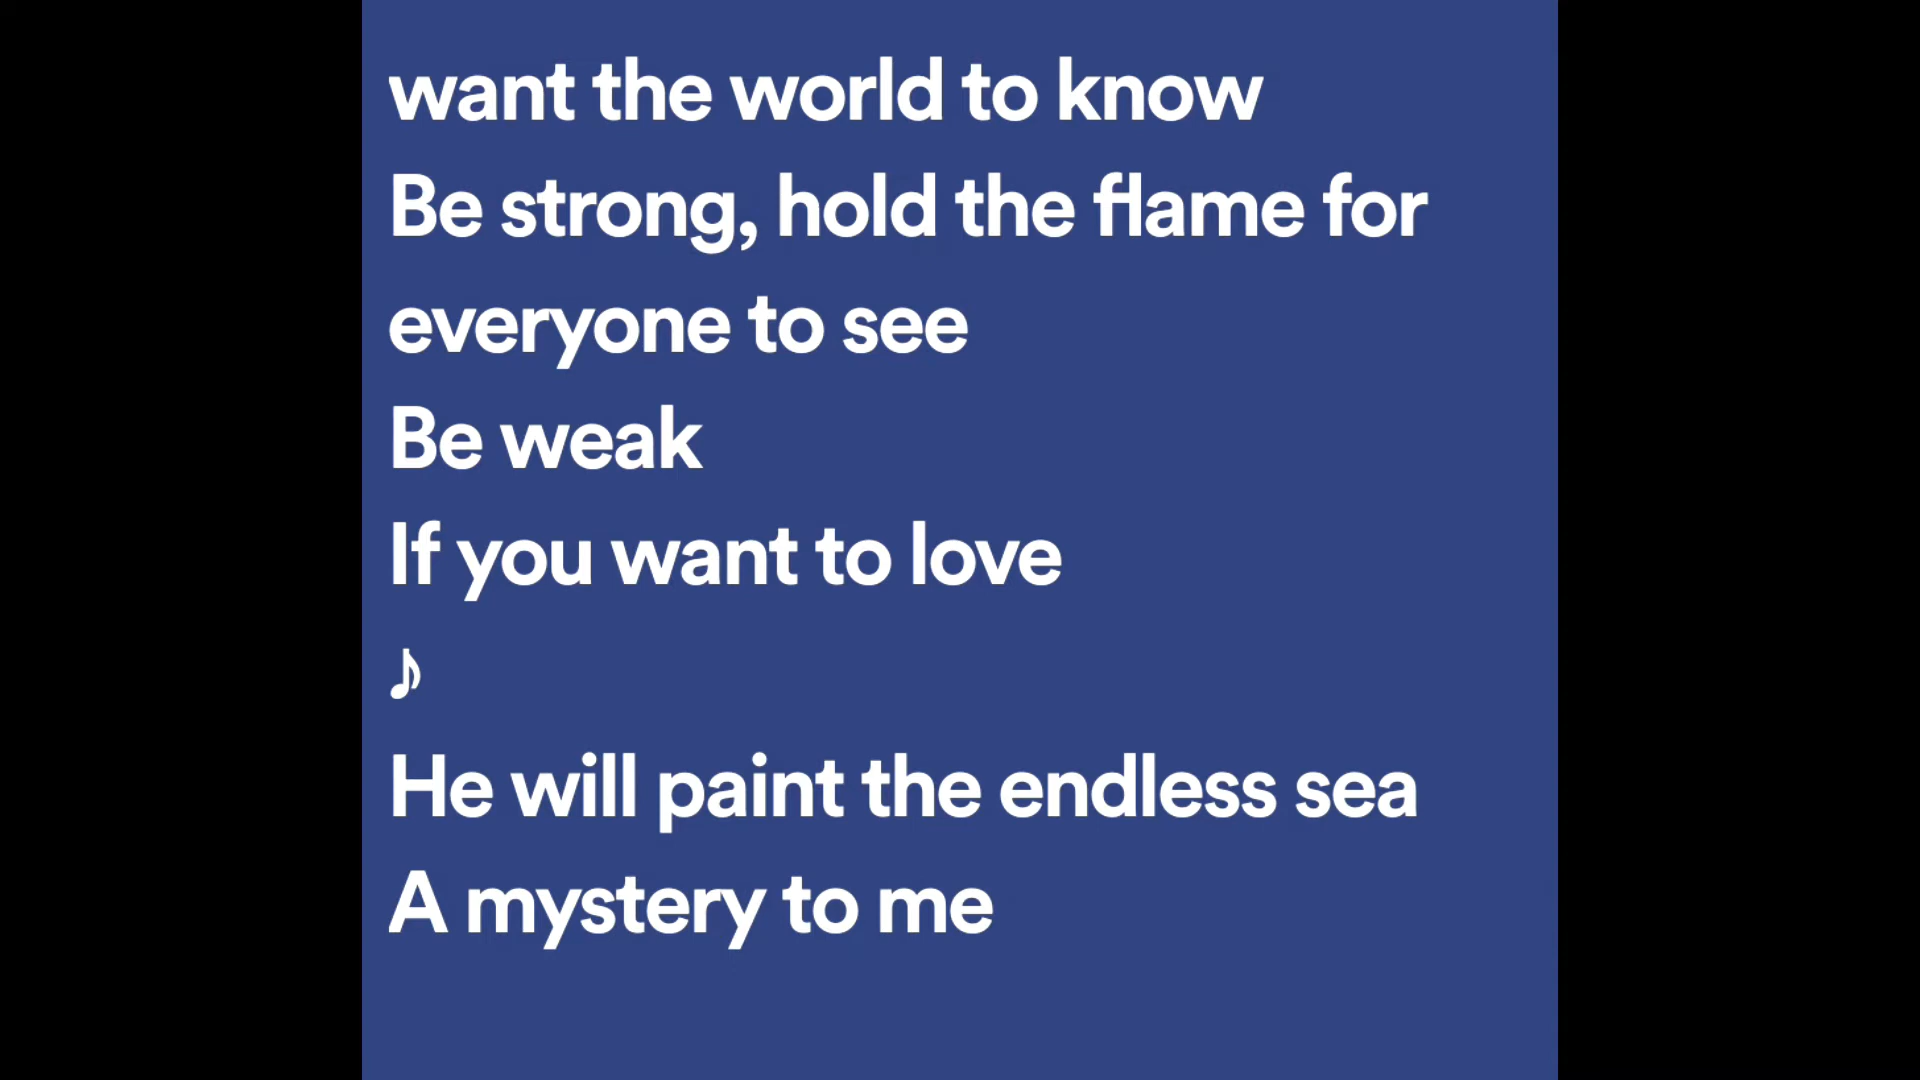 want the world to know
Be strong, hold the flame for
everyone to see
Be weak
If you want to love
♪
He will paint the endless sea
A mystery to me